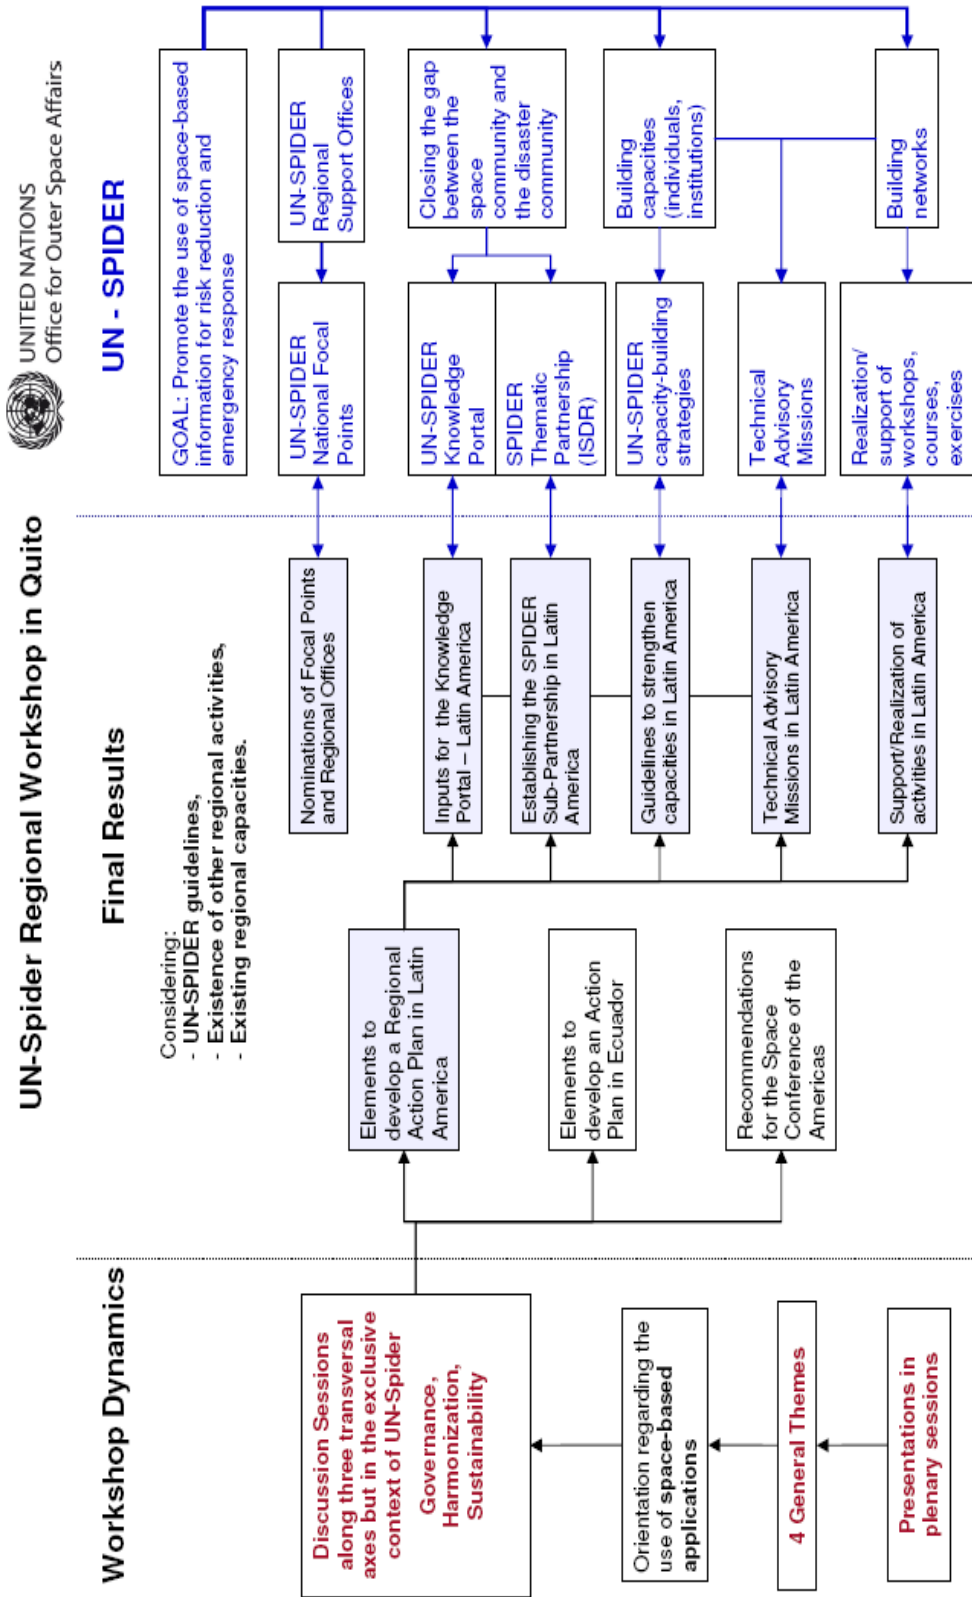 UN-Spider Regional Workshop in Quito
UNITED NATIONS
Office for Outer Space Affairs
Workshop Dynamics
Discussion Sessions
along three transversal
axes but in the exclusive
context of UN-Spider
Governance,
Harmonization,
Sustainability
Orientation regarding the
use of space-based
applications
4 General Themes
Presentations in
plenary sessions
Final Results
Considering:
- UN-SPIDER guidelines,
- Existence of other regional activities,
- Existing regional capacities.
Elements to
develop a Regional
Action Plan in Latin
America
Elements to
develop an Action
Plan in Ecuador
Recommendations
for the Space
Conference of the
Americas
Nominations of Focal Points
and Regional Offices
Inputs for the Knowledge
Portal – Latin America
Establishing the SPIDER
Sub-Partnership in Latin
America
Guidelines to strengthen
capacities in Latin America
Technical Advisory
Missions in Latin America
Support/Realization of
activities in Latin America
UN - SPIDER
GOAL: Promote the use of space-based
information for risk reduction and
emergency response
UN-SPIDER
National Focal
Points
UN-SPIDER
Regional
Support Offices
UN-SPIDER
Knowledge
Portal
SPIDER
Thematic
Partnership
(ISDR)
Closing the gap
between the
space
community and
the disaster
community
UN-SPIDER
capacity-building
strategies
Building
capacities
(individuals,
institutions)
Technical
Advisory
Missions
Realization/
support of
workshops,
courses,
exercises
Building
networks